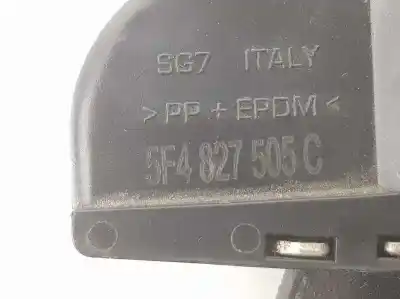 SG7 ITALY
>PP + EPDM<
5F4 827 505 C